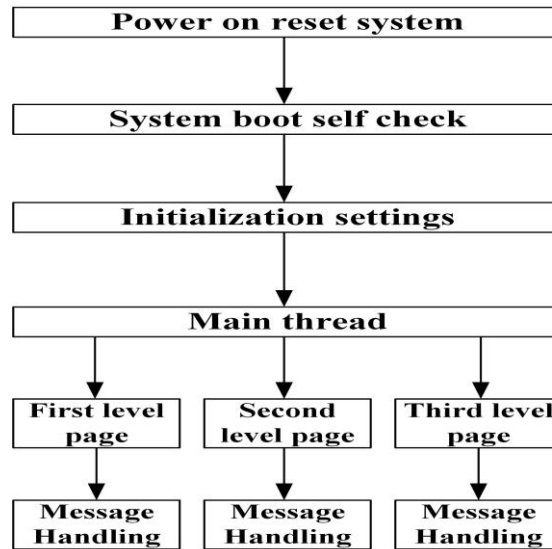 Power on reset system
System boot self check
Initialization settings
Main thread
First level
page
Second
level page
Third level
page
Message
Handling
Message
Handling
Message
Handling